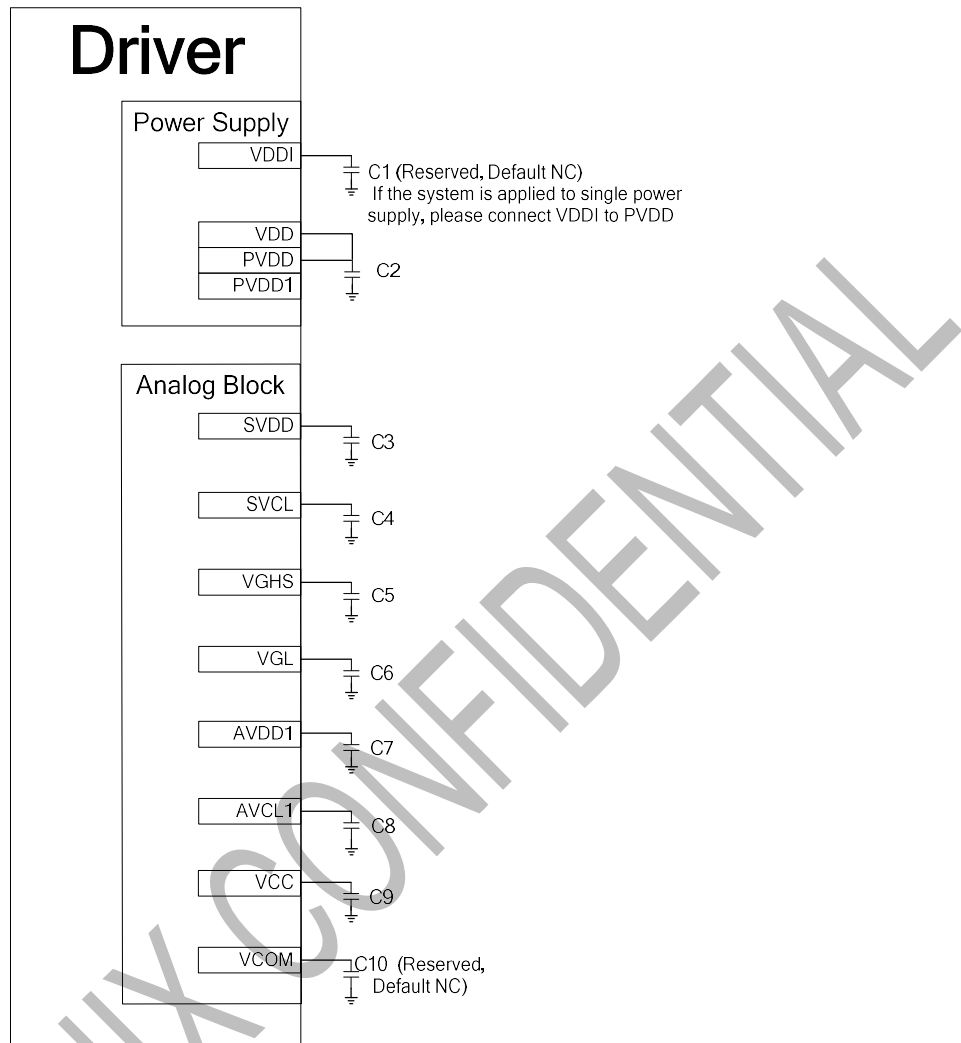 Driver
Power Supply
VDDI
C1 (Reserved, Default NC)
If the system is applied to single power
supply, please connect VDDI to PVDD
VDD
PVDD
C2
PVDD1
Analog Block
SVDD
C3
SVCL
C4
VGHS
C5
VGL
C6
AVDD1
C7
AVCL1
C8
VCC
C9
VCOM
C10 (Reserved,
Default NC)
CONFIDENTIAL